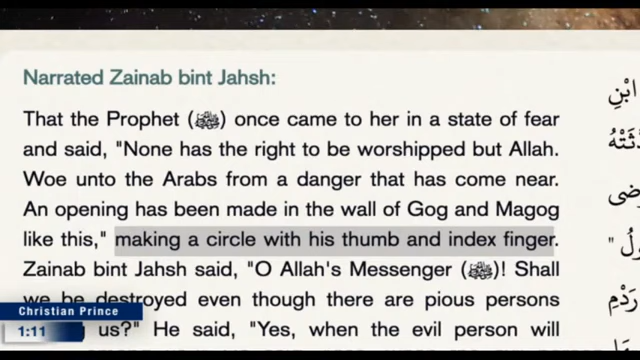 Narrated Zainab bint Jahsh:
That the Prophet (ﷺ) once came to her in a state of fear
and said, "None has the right to be worshipped but Allah.
Woe unto the Arabs from a danger that has come near.
An opening has been made in the wall of Gog and Magog
like this," making a circle with his thumb and index finger.
Zainab bint Jahsh said, "O Allah's Messenger (ﷺ)! Shall
we be destroyed even though there are pious persons
us?" He said, "Yes, when the evil person will
ابْنِ
رَدْمِ
Christian Prince
1:11